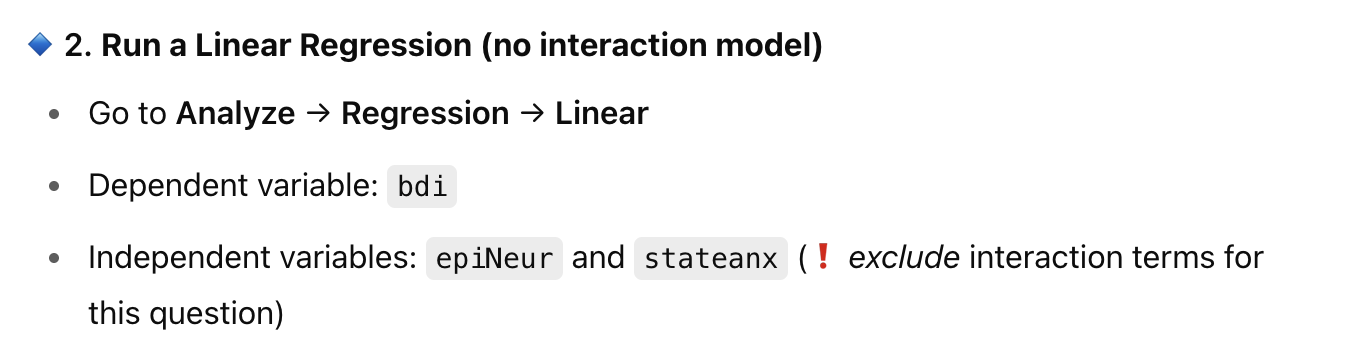 🔹 2. Run a Linear Regression (no interaction model)
• Go to Analyze → Regression → Linear
• Dependent variable: bdi
• Independent variables: epiNeur and stateanx (❗ exclude interaction terms for
this question)